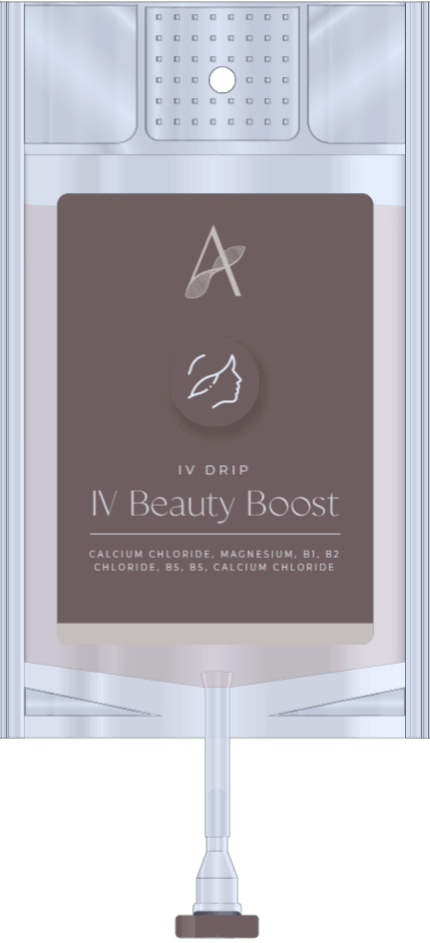 IV DRIP
IV Beauty Boost
CALCIUM CHLORIDE, MAGNESIUM, B1, B2
CHLORIDE, B5, B5, CALCIUM CHLORIDE